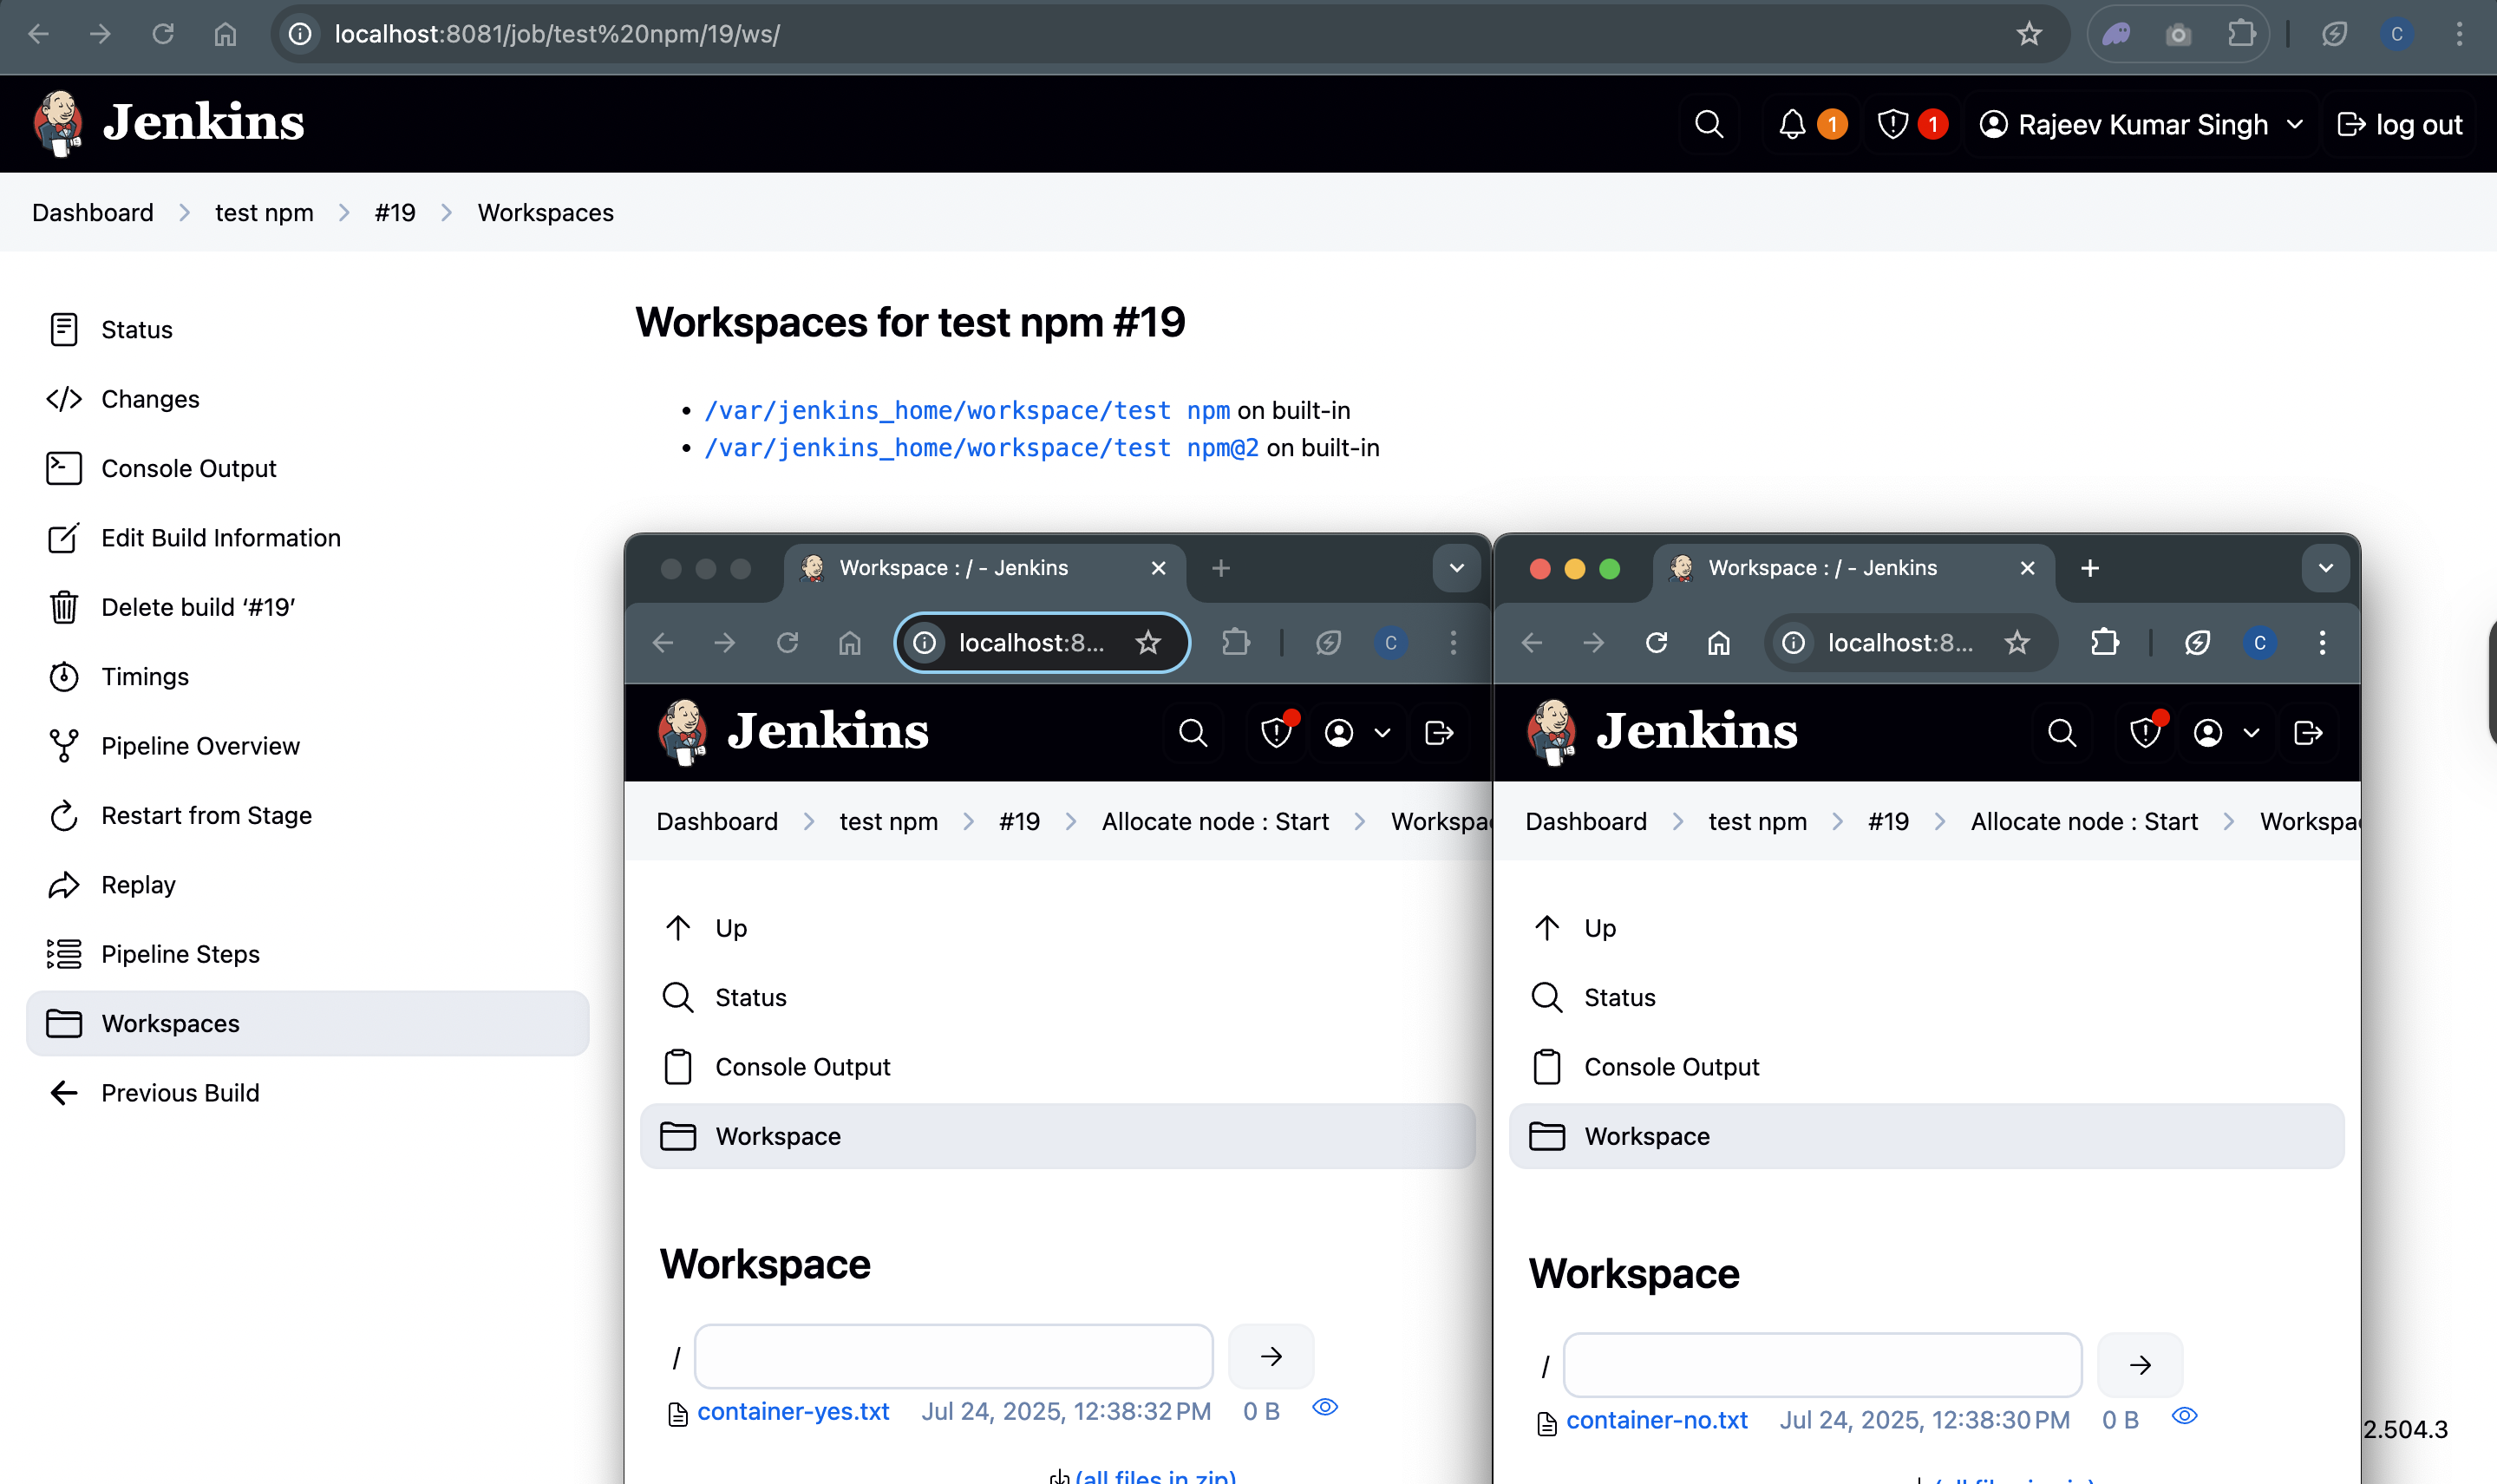 localhost:8081/job/test%20npm/19/ws/
C
Jenkins
1
1
Rajeev Kumar Singh
log out
Dashboard > test npm > #19 > Workspaces
Status
Changes
Console Output
Edit Build Information
Delete build ‘#19’
Timings
Pipeline Overview
Restart from Stage
Replay
Pipeline Steps
Workspaces
Previous Build
Workspaces for test npm #19
• /var/jenkins_home/workspace/test npm on built-in
• /var/jenkins_home/workspace/test npm@2 on built-in
Workspace : / - Jenkins
localhost:8...
C
Jenkins
Dashboard > test npm > #19 > Allocate node : Start > Workspa
Up
Status
Console Output
Workspace
Workspace
/
container-yes.txt Jul 24, 2025, 12:38:32 PM 0 B
(all files in zip)
Workspace : / - Jenkins
localhost:8...
C
Jenkins
Dashboard > test npm > #19 > Allocate node : Start > Workspa
Up
Status
Console Output
Workspace
Workspace
/
container-no.txt Jul 24, 2025, 12:38:30 PM 0 B
2.504.3